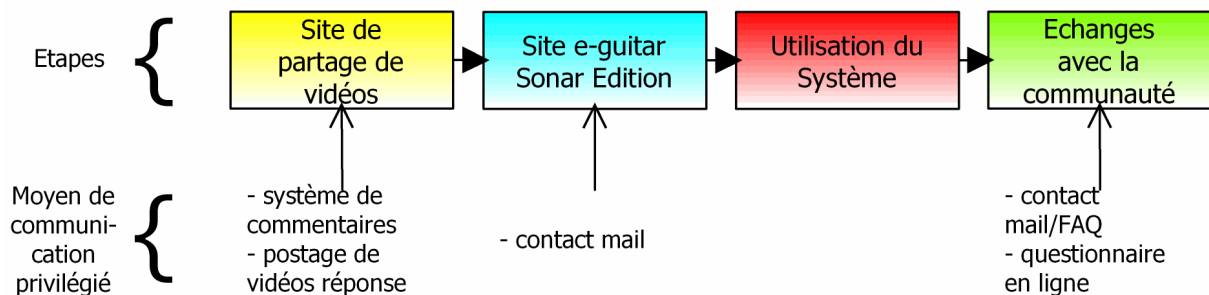 Etapes
{
Site de
partage de
vidéos
Site e-guitar
Sonar Edition
Utilisation du
Système
Echanges
avec la
communauté
Moyen de
communi-
cation
privilégié
{
- système de
commentaires
- postage de
vidéos réponse
- contact mail
- contact
mail/FAQ
- questionnaire
en ligne